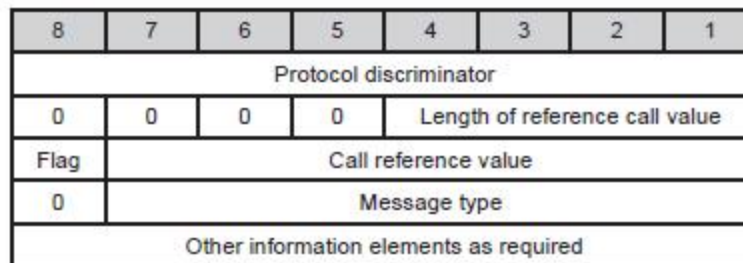 8 7 6 5 4 3 2 1
Protocol discriminator
0 0 0 0 Length of reference call value
Flag Call reference value
0 Message type
Other information elements as required